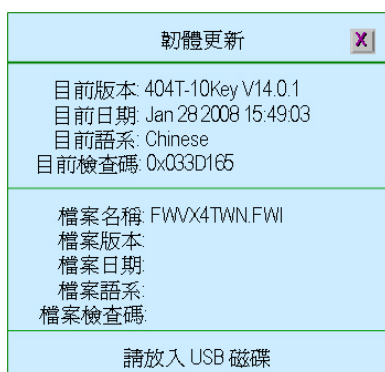 韌體更新 X
目前版本: 404T-10Key V14.0.1
目前日期: Jan 28 2008 15:49:03
目前語系: Chinese
目前檢查碼: 0x033D165
檔案名稱: FWVX4TWN.FWI
檔案版本:
檔案日期:
檔案語系:
檔案檢查碼:
請放入 USB 磁碟